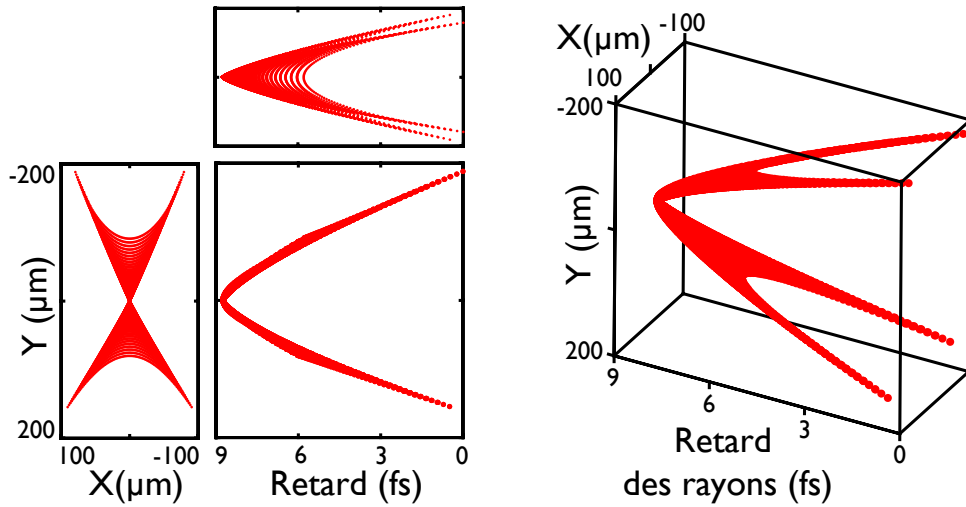 -200
Y (µm)
200
100 -100
X(µm)
9 6 3 0
Retard (fs)
-100
X(µm)
100
-200
Y (µm)
200
9
6
3
0
Retard
des rayons (fs)